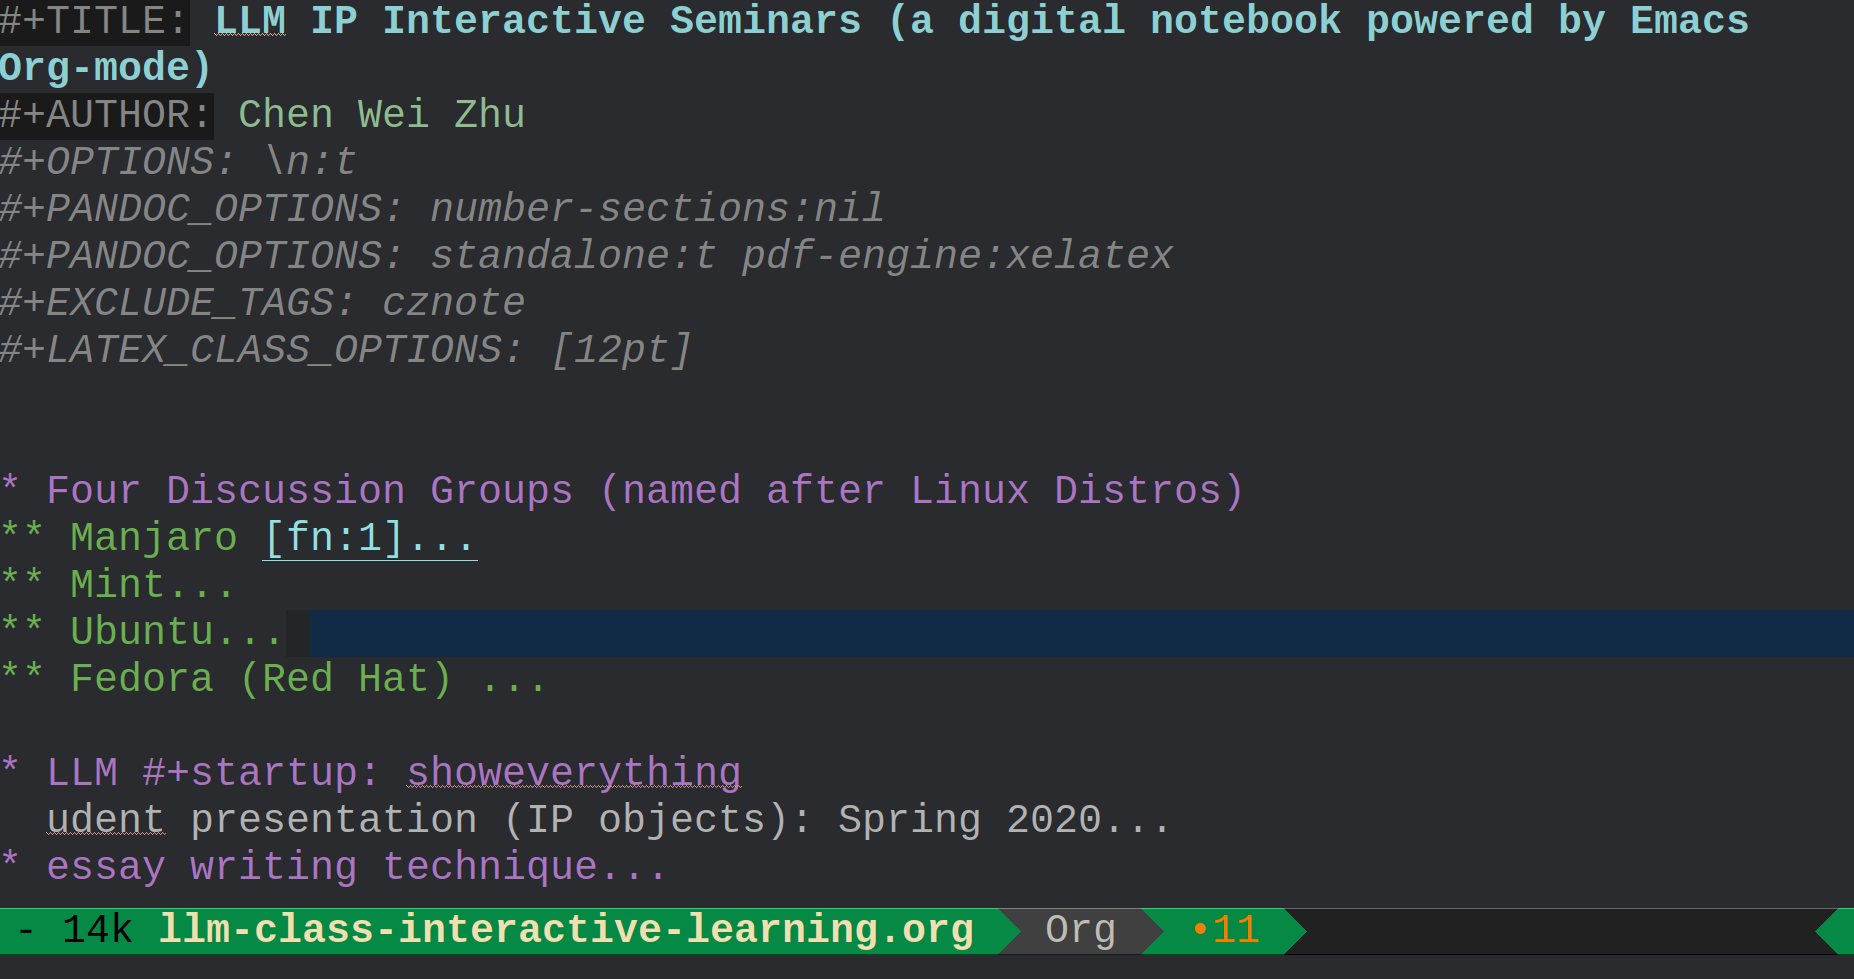 #+TITLE: LLM IP Interactive Seminars (a digital notebook powered by Emacs
Org-mode)
#+AUTHOR: Chen Wei Zhu
#+OPTIONS: \n:t
#+PANDOC_OPTIONS: number-sections:nil
#+PANDOC_OPTIONS: standalone:t pdf-engine:xelatex
#+EXCLUDE_TAGS: cznote
#+LATEX_CLASS_OPTIONS: [12pt]
* Four Discussion Groups (named after Linux Distros)
** Manjaro [fn:1]...
** Mint...
** Ubuntu...
** Fedora (Red Hat) ...
* LLM #+startup: showeverything
udent presentation (IP objects): Spring 2020...
* essay writing technique...
- 14k llm-class-interactive-learning.org Org •11